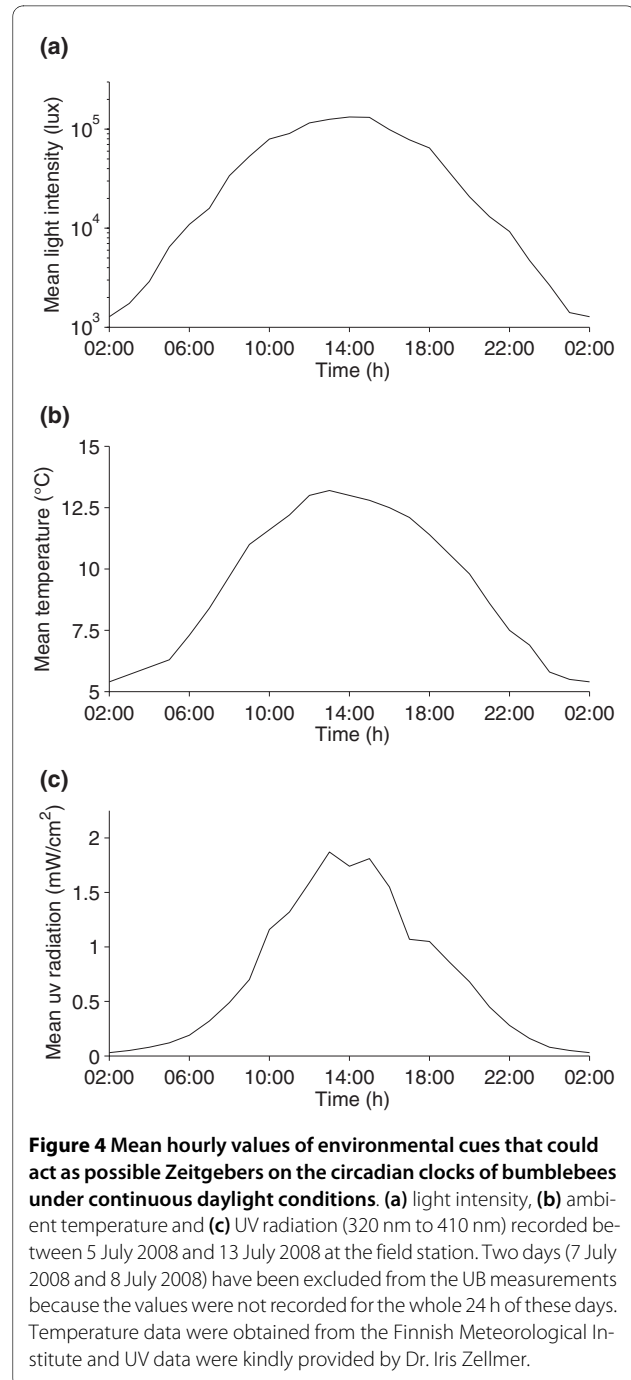 (a)
Mean light intensity (lux)
10^5
10^4
10^3
02:00 06:00 10:00 14:00 18:00 22:00 02:00
Time (h)
(b)
Mean temperature (°C)
15
12.5
10
7.5
5
02:00 06:00 10:00 14:00 18:00 22:00 02:00
Time (h)
(c)
Mean uv radiation (mW/cm²)
2
1.5
1
0.5
0
02:00 06:00 10:00 14:00 18:00 22:00 02:00
Time (h)
Figure 4 Mean hourly values of environmental cues that could
act as possible Zeitgebers on the circadian clocks of bumblebees
under continuous daylight conditions. (a) light intensity, (b) ambi-
ent temperature and (c) UV radiation (320 nm to 410 nm) recorded be-
tween 5 July 2008 and 13 July 2008 at the field station. Two days (7 July
2008 and 8 July 2008) have been excluded from the UB measurements
because the values were not recorded for the whole 24 h of these days.
Temperature data were obtained from the Finnish Meteorological In-
stitute and UV data were kindly provided by Dr. Iris Zellmer.